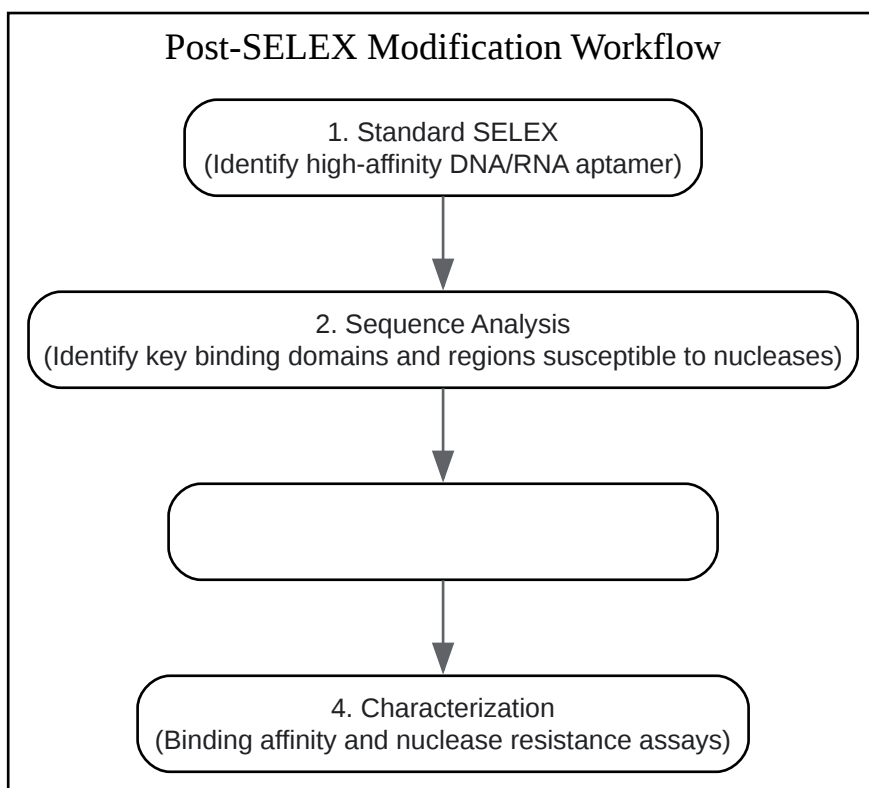 Post-SELEX Modification Workflow
1. Standard SELEX
(Identify high-affinity DNA/RNA aptamer)
2. Sequence Analysis
(Identify key binding domains and regions susceptible to nucleases)
4. Characterization
(Binding affinity and nuclease resistance assays)